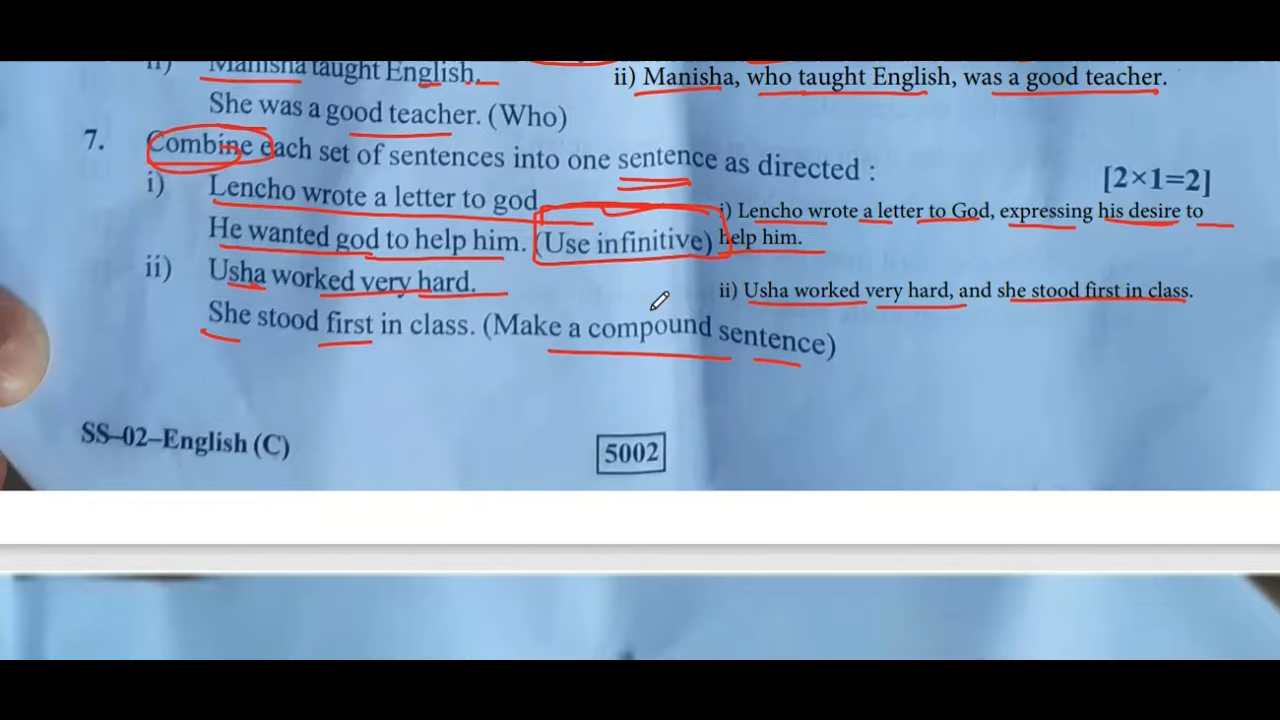 ii) Manisha taught English.
ii) Manisha, who taught English, was a good teacher.
She was a good teacher. (Who)
7. Combine each set of sentences into one sentence as directed : [2×1=2]
i) Lencho wrote a letter to god.
He wanted god to help him. (Use infinitive)
i) Lencho wrote a letter to God, expressing his desire to
help him.
ii) Usha worked very hard.
She stood first in class. (Make a compound sentence)
ii) Usha worked very hard, and she stood first in class.
SS–02–English (C)
5002